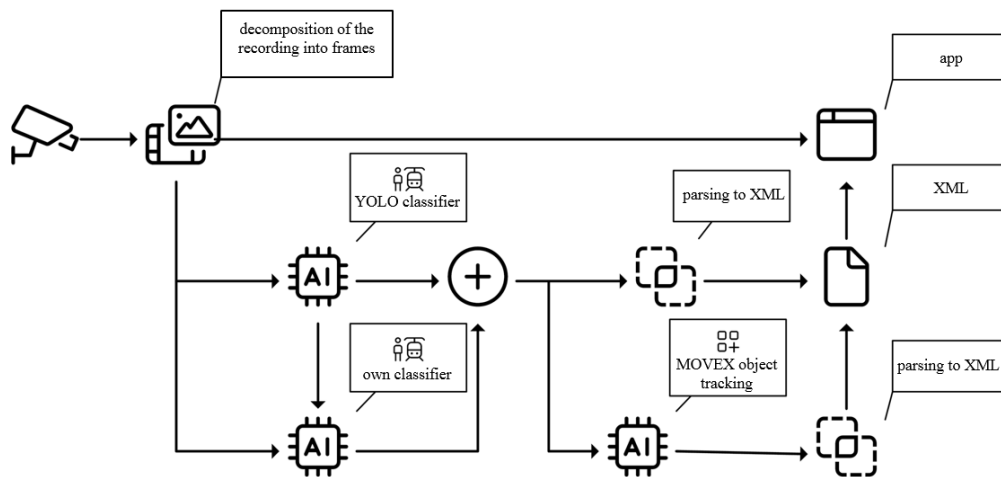 decomposition of the
recording into frames
app
YOLO classifier
parsing to XML
XML
AI
own classifier
MOVEX object
tracking
parsing to XML
AI
AI